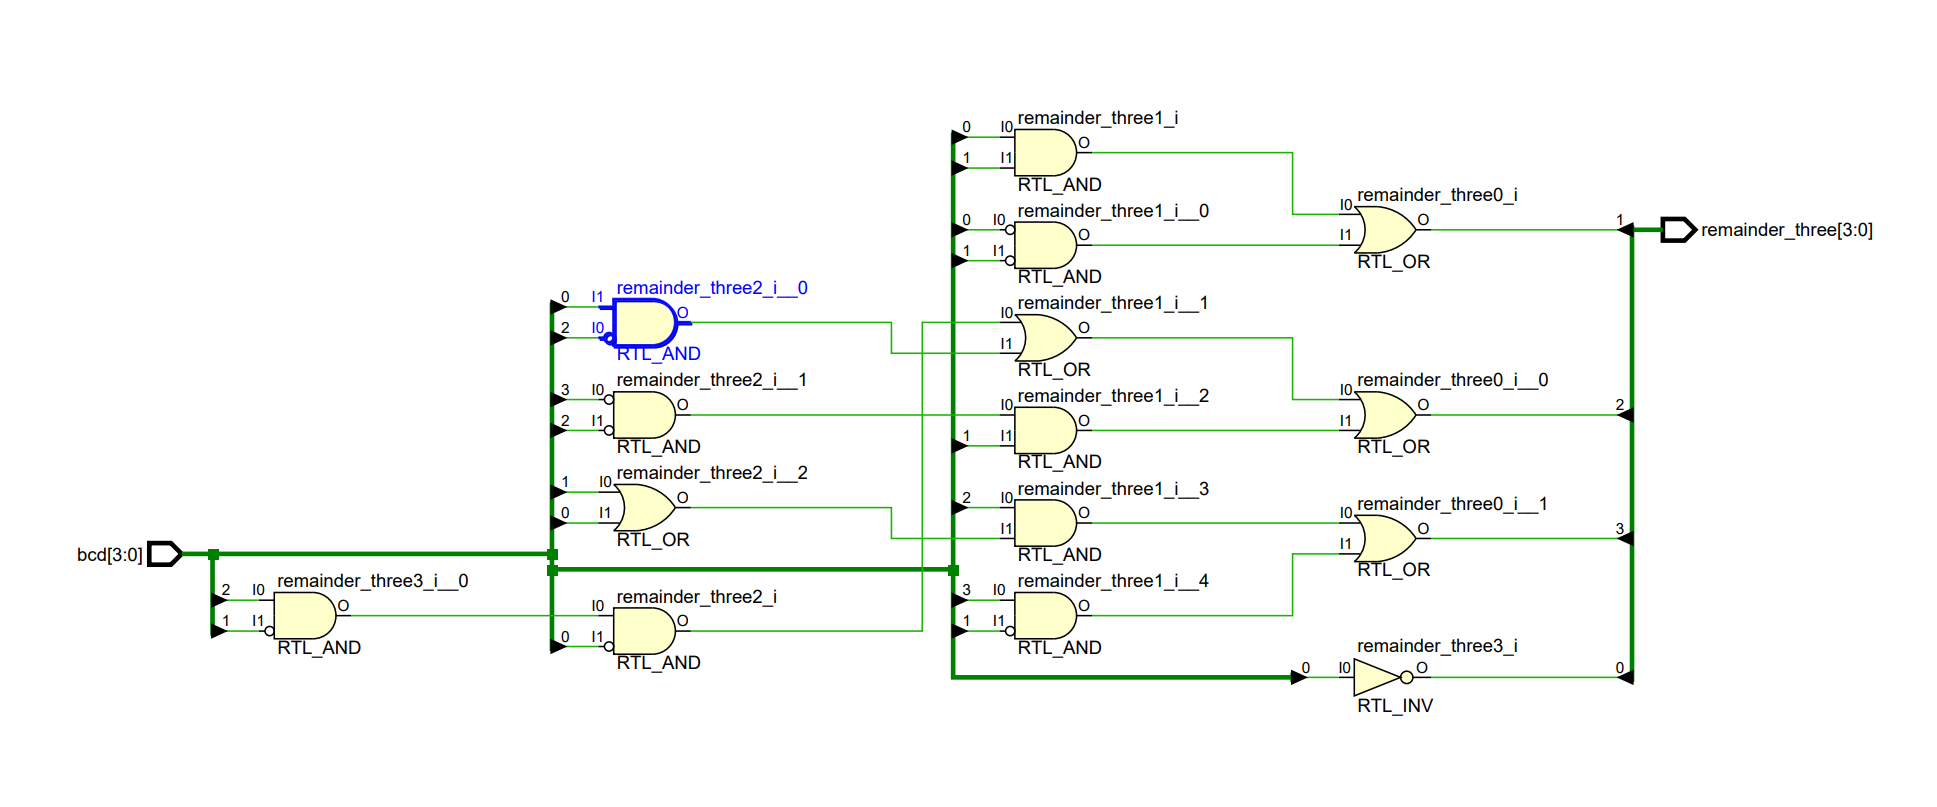 remainder_three1_i
0 I0
O
1 I1
RTL_AND
remainder_three0_i
I0
O
I1
RTL_OR
1
remainder_three[3:0]
remainder_three1_i__0
0 I0
O
1 I1
RTL_AND
remainder_three2_i__0
0 I1
O
2 I0
RTL_AND
remainder_three1_i__1
I0
O
I1
RTL_OR
remainder_three2_i__1
3 I0
O
2 I1
RTL_AND
remainder_three1_i__2
I0
O
1 I1
RTL_AND
remainder_three0_i__0
I0
O
I1
RTL_OR
2
remainder_three2_i__2
1 I0
O
0 I1
RTL_OR
remainder_three1_i__3
2 I0
O
I1
RTL_AND
remainder_three0_i__1
I0
O
I1
RTL_OR
3
bcd[3:0]
remainder_three3_i__0
2 I0
O
1 I1
RTL_AND
remainder_three2_i
I0
O
0 I1
RTL_AND
remainder_three1_i__4
3 I0
O
1 I1
RTL_AND
remainder_three3_i
0 I0
O
0
RTL_INV